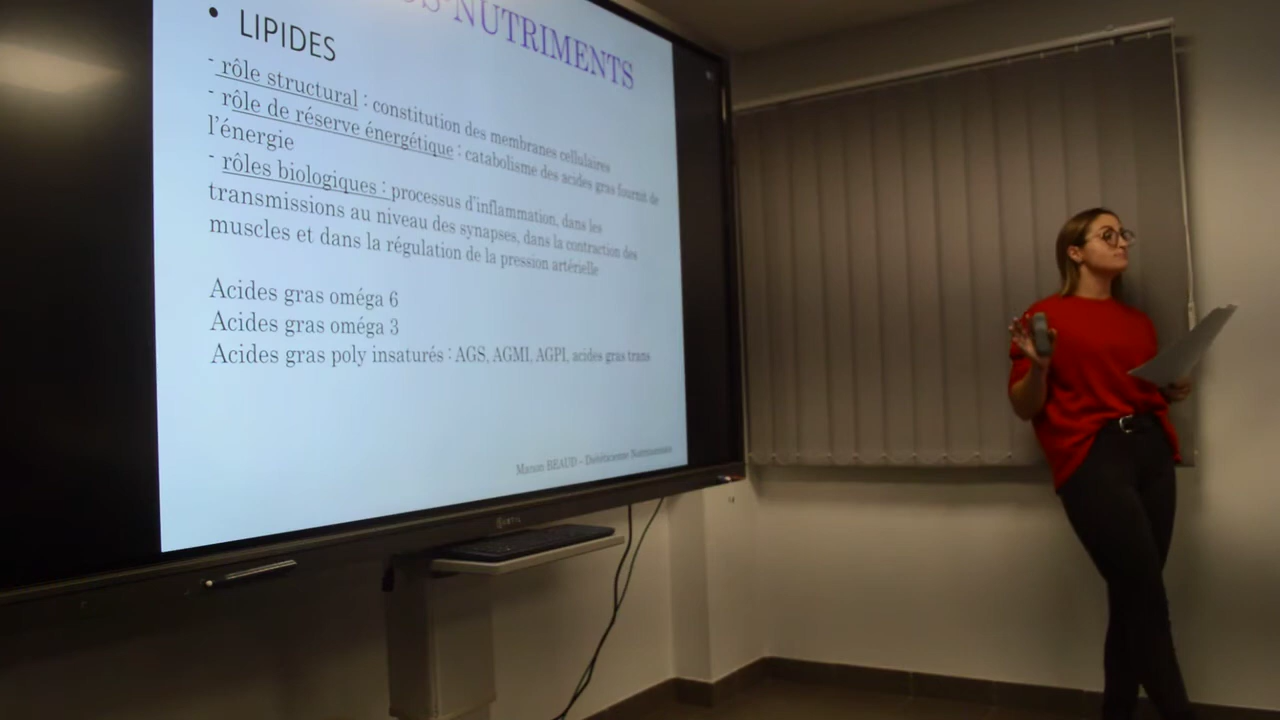 S-NUTRIMENTS
• LIPIDES
- rôle structural : constitution des membranes cellulaires
- rôle de réserve énergétique : catabolisme des acides gras fournit de
l'énergie
- rôles biologiques : processus d'inflammation, dans les
transmissions au niveau des synapses, dans la contraction des
muscles et dans la régulation de la pression artérielle
Acides gras oméga 6
Acides gras oméga 3
Acides gras poly insaturés : AGS, AGMI, AGPI, acides gras trans
Manon BEAUD - Diététicienne Nutritionniste